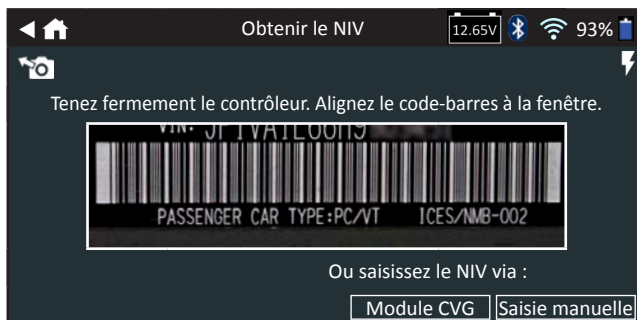 Obtenir le NIV
12.65V
93%
Tenez fermement le contrôleur. Alignez le code-barres à la fenêtre.
VIN:
PASSENGER CAR TYPE:PC/VT ICES/NMB-002
Ou saisissez le NIV via :
Module CVG Saisie manuelle